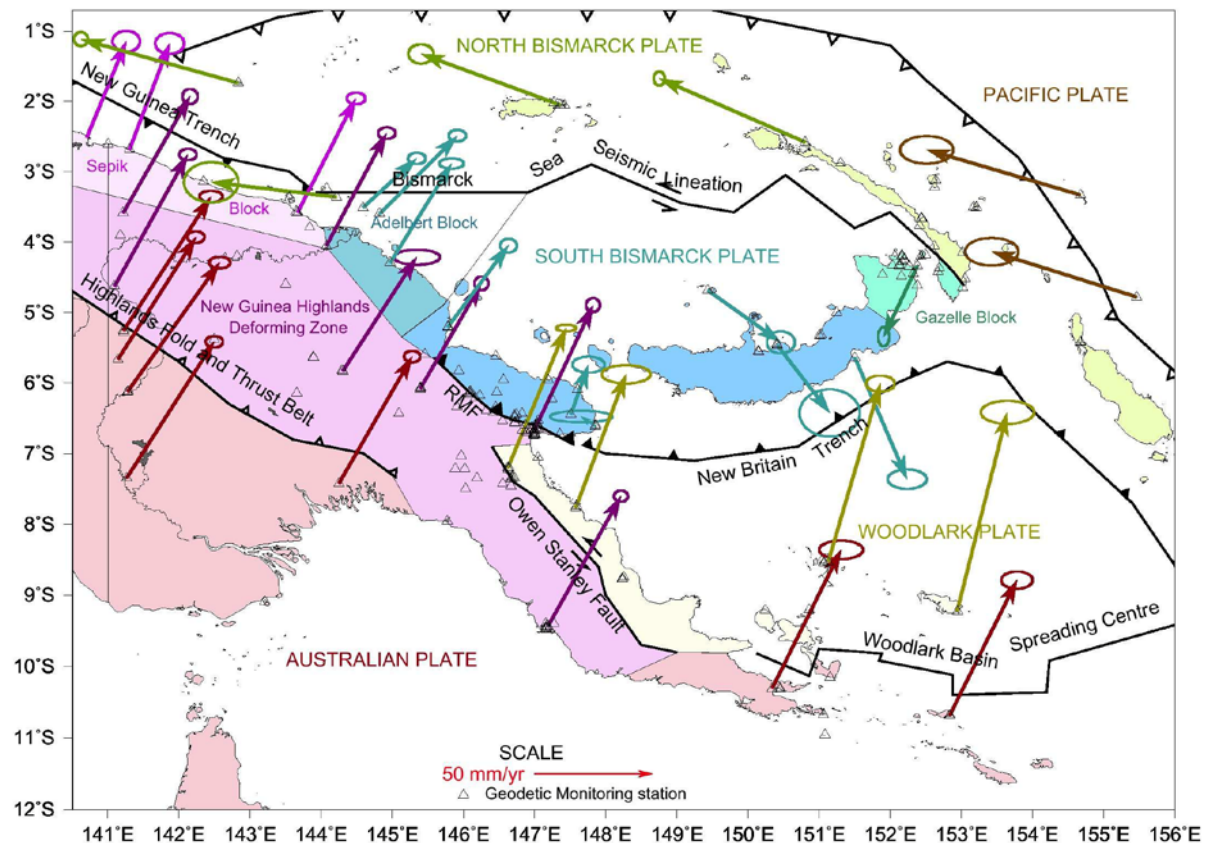 1°S
NORTH BISMARCK PLATE
2°S
New Guinea Trench
PACIFIC PLATE
3°S
Sepik
Block
Bismarck
Sea
Seismic Lineation
Adelbert Block
4°S
SOUTH BISMARCK PLATE
New Guinea Highlands
Deforming Zone
Highlands Fold and Thrust Belt
Gazelle Block
5°S
6°S
RMF
7°S
New Britain
Trench
Owen Stanley Fault
8°S
WOODLARK PLATE
9°S
Woodlark Basin
Spreading Centre
10°S
AUSTRALIAN PLATE
11°S
SCALE
50 mm/yr
Geodetic Monitoring station
12°S
141°E 142°E 143°E 144°E 145°E 146°E 147°E 148°E 149°E 150°E 151°E 152°E 153°E 154°E 155°E 156°E